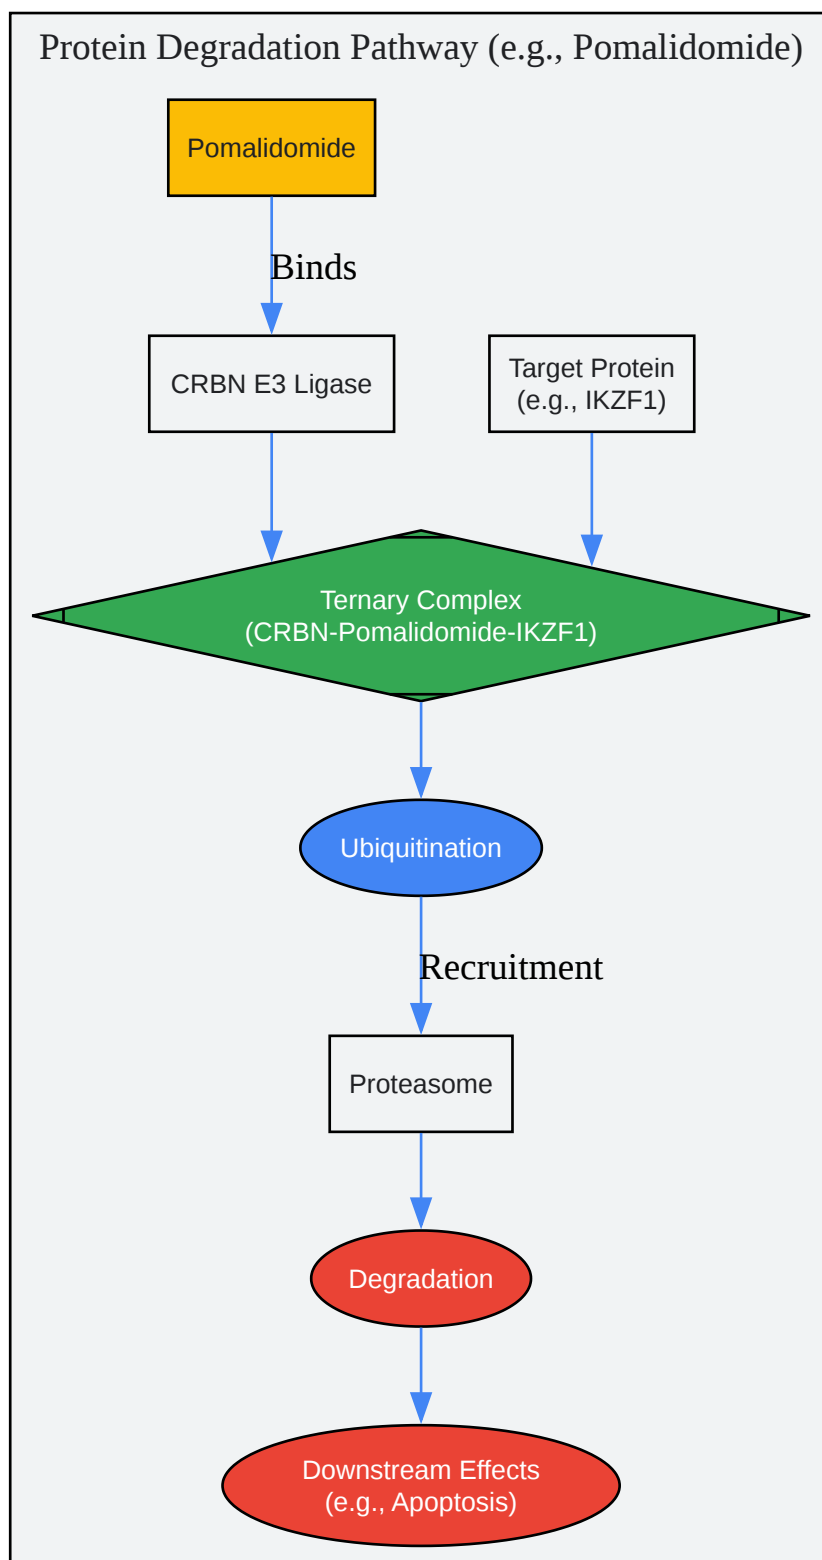 Protein Degradation Pathway (e.g., Pomalidomide)
Pomalidomide
Binds
CRBN E3 Ligase
Target Protein
(e.g., IKZF1)
Ternary Complex
(CRBN-Pomalidomide-IKZF1)
Ubiquitination
Recruitment
Proteasome
Degradation
Downstream Effects
(e.g., Apoptosis)